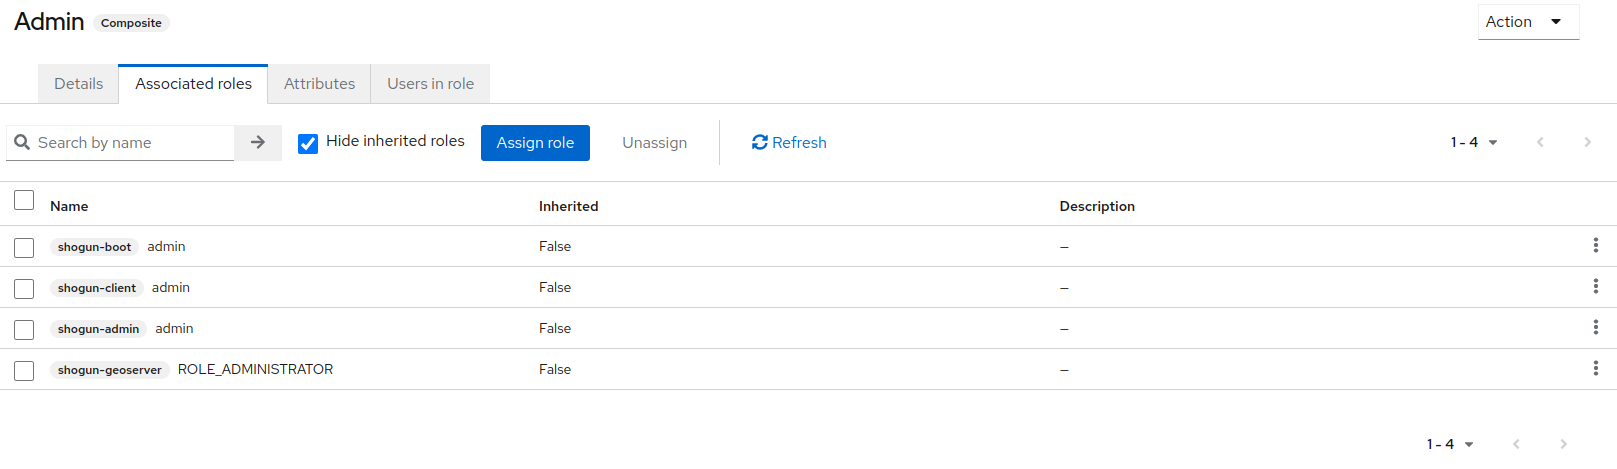 Admin Composite
Action
Details Associated roles Attributes Users in role
Search by name Hide inherited roles Assign role Unassign Refresh 1 - 4
Name Inherited Description
shogun-boot admin False –
shogun-client admin False –
shogun-admin admin False –
shogun-geoserver ROLE_ADMINISTRATOR False –
1 - 4